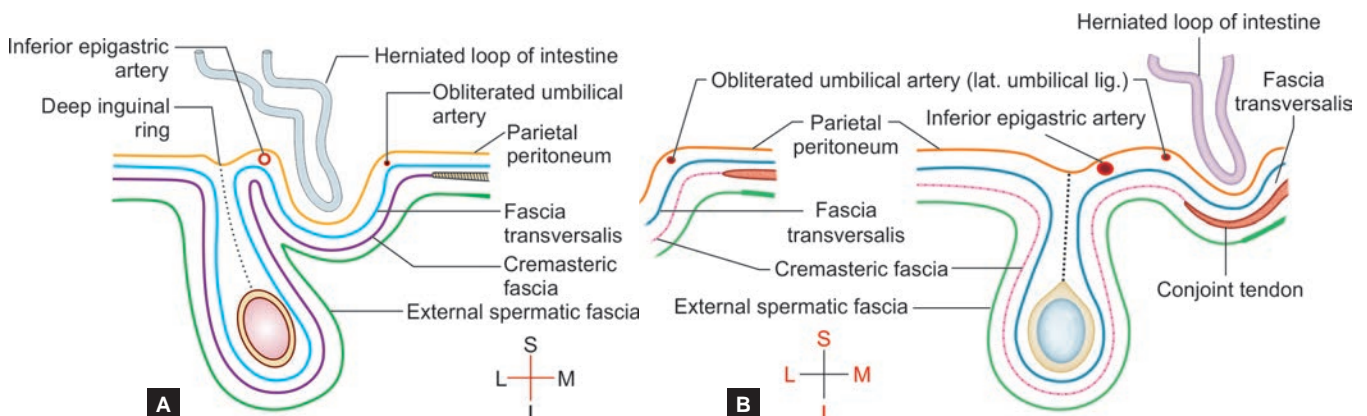 Inferior epigastric
artery
Herniated loop of intestine
Deep inguinal
ring
Obliterated umbilical
artery
Parietal
peritoneum
Fascia
transversalis
Cremasteric
fascia
External spermatic fascia
S
L
M
I
A
Herniated loop of intestine
Obliterated umbilical artery (lat. umbilical lig.)
Fascia
transversalis
Inferior epigastric artery
Parietal
peritoneum
Fascia
transversalis
Cremasteric fascia
External spermatic fascia
Conjoint tendon
S
L
M
I
B